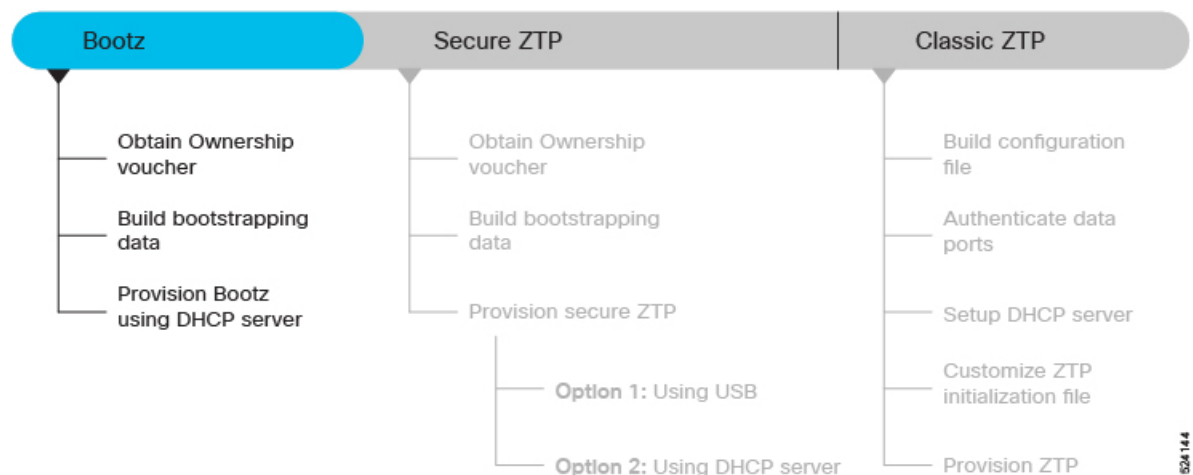 Bootz
Secure ZTP
Classic ZTP
Obtain Ownership
voucher
Build bootstrapping
data
Provision Bootz
using DHCP server
Obtain Ownership
voucher
Build bootstrapping
data
Provision secure ZTP
Option 1: Using USB
Option 2: Using DHCP server
Build configuration
file
Authenticate data
ports
Setup DHCP server
Customize ZTP
initialization file
Provision ZTP
524144